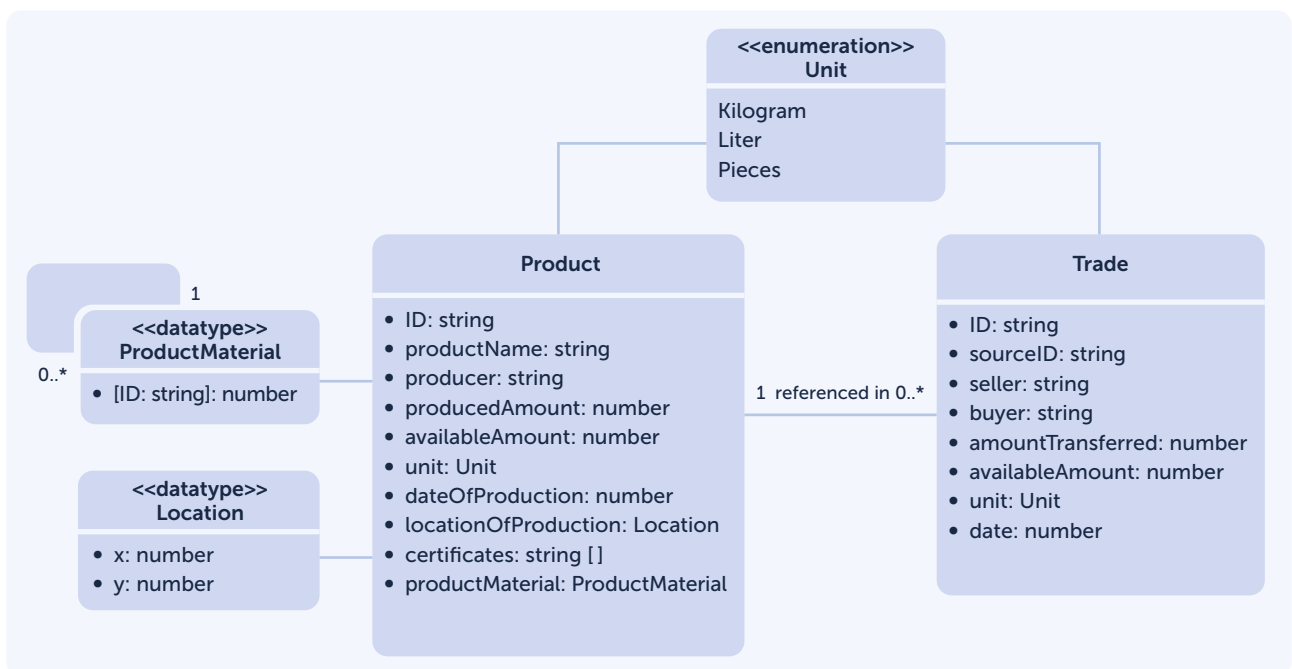 <<enumeration>>
Unit
Kilogram
Liter
Pieces
1
0..*
<<datatype>>
ProductMaterial
• [ID: string]: number
<<datatype>>
Location
• x: number
• y: number
Product
• ID: string
• productName: string
• producer: string
• producedAmount: number
• availableAmount: number
• unit: Unit
• dateOfProduction: number
• locationOfProduction: Location
• certificates: string [ ]
• productMaterial: ProductMaterial
1 referenced in 0..*
Trade
• ID: string
• sourceID: string
• seller: string
• buyer: string
• amountTransferred: number
• availableAmount: number
• unit: Unit
• date: number